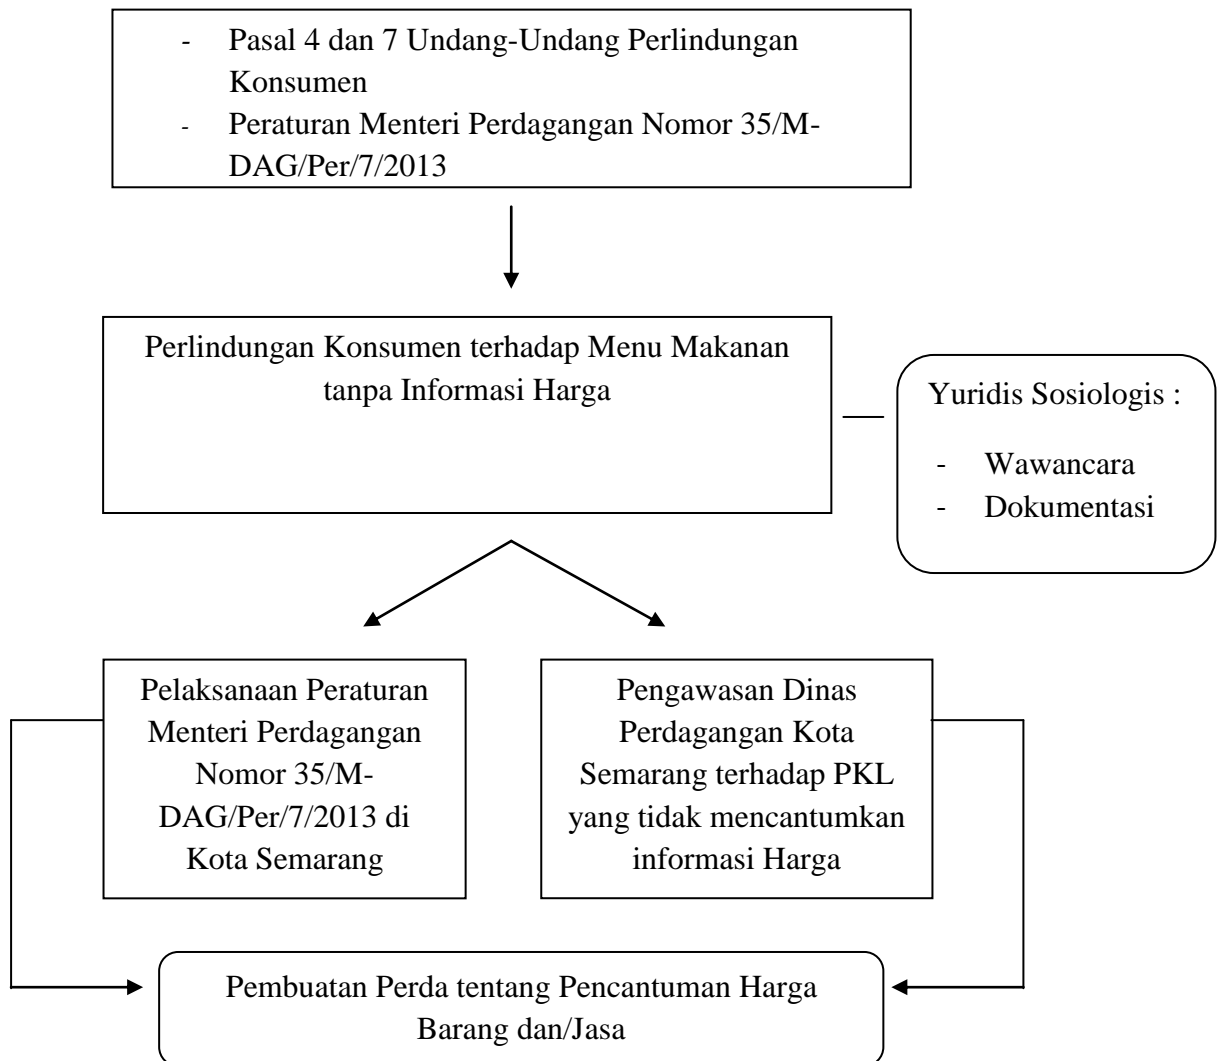 - Pasal 4 dan 7 Undang-Undang Perlindungan
Konsumen
- Peraturan Menteri Perdagangan Nomor 35/M-
DAG/Per/7/2013
Perlindungan Konsumen terhadap Menu Makanan
tanpa Informasi Harga
Yuridis Sosiologis :
- Wawancara
- Dokumentasi
Pelaksanaan Peraturan
Menteri Perdagangan
Nomor 35/M-
DAG/Per/7/2013 di
Kota Semarang
Pengawasan Dinas
Perdagangan Kota
Semarang terhadap PKL
yang tidak mencantumkan
informasi Harga
Pembuatan Perda tentang Pencantuman Harga
Barang dan/Jasa